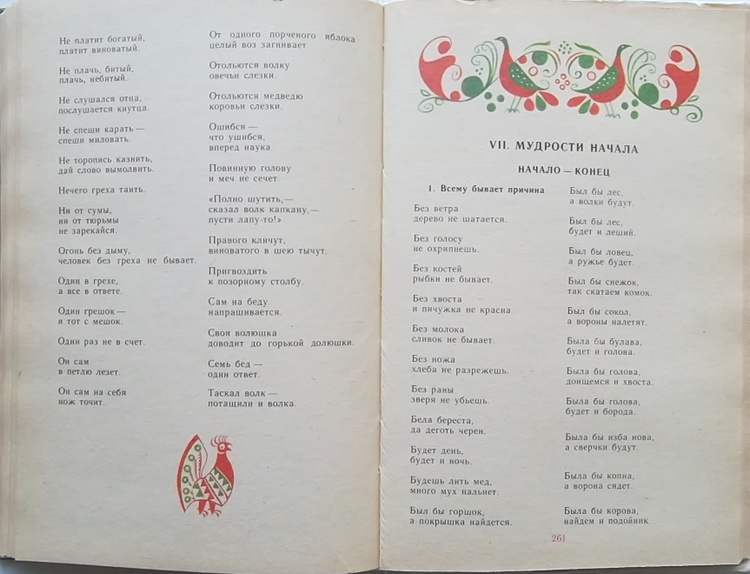 Не платит богатый,
платит виноватый.
Не плачь, битый,
плачь, небитый.
Не слушался отца,
послушается кнутца.
Не спеши карать —
спеши миловать.
Не торопись казнить,
дай слово вымолвить.
Нечего греха таить.
Ни от сумы,
ни от тюрьмы
не зарекайся.
Огонь без дыму,
человек без греха не бывает.
Один в грехе,
а все в ответе.
Один грешок —
и тот с мешок.
Один раз не в счет.
Он сам
в петлю лезет.
Он сам на себя
нож точит.
От одного порченого яблока
целый воз загнивает.
Отольются волку
овечьи слезки.
Отольются медведю
коровьи слезки.
Ошибся —
что ушибся,
вперед наука.
Повинную голову
и меч не сечет.
«Полно шутить,—
сказал волк капкану,—
пусти лапу-то!»
Правого кличут,
виноватого в шею тычут.
Пригвоздить
к позорному столбу.
Сам на беду
напрашивается.
Своя волюшка
доводит до горькой долюшки.
Семь бед —
один ответ.
Таскал волк —
потащили и волка.
VII. МУДРОСТИ НАЧАЛА
НАЧАЛО — КОНЕЦ
1. Всему бывает причина
Без ветра
дерево не шатается.
Без голосу
не охрипнешь.
Без костей
рыбки не бывает.
Без хвоста
и пичужка не красна.
Без молока
сливок не бывает.
Без ножа
хлеба не разрежешь.
Без раны
зверя не убьешь.
Бела береста,
да деготь черен.
Будет день,
будет и ночь.
Будешь лить мед,
много мух нальнет.
Был бы горшок,
а покрышка найдется.
Был бы лес,
а волки будут.
Был бы лес,
будет и леший.
Был бы ловец,
а ружье будет.
Был бы снежок,
так скатаем комок.
Был бы сокол,
а вороны налетят.
Была бы булава,
будет и голова.
Была бы голова,
доищемся и хвоста.
Была бы голова,
будет и борода.
Была бы изба нова,
а сверчки будут.
Была бы копна,
а ворона сядет.
Была бы корова,
найдем и подойник.
261